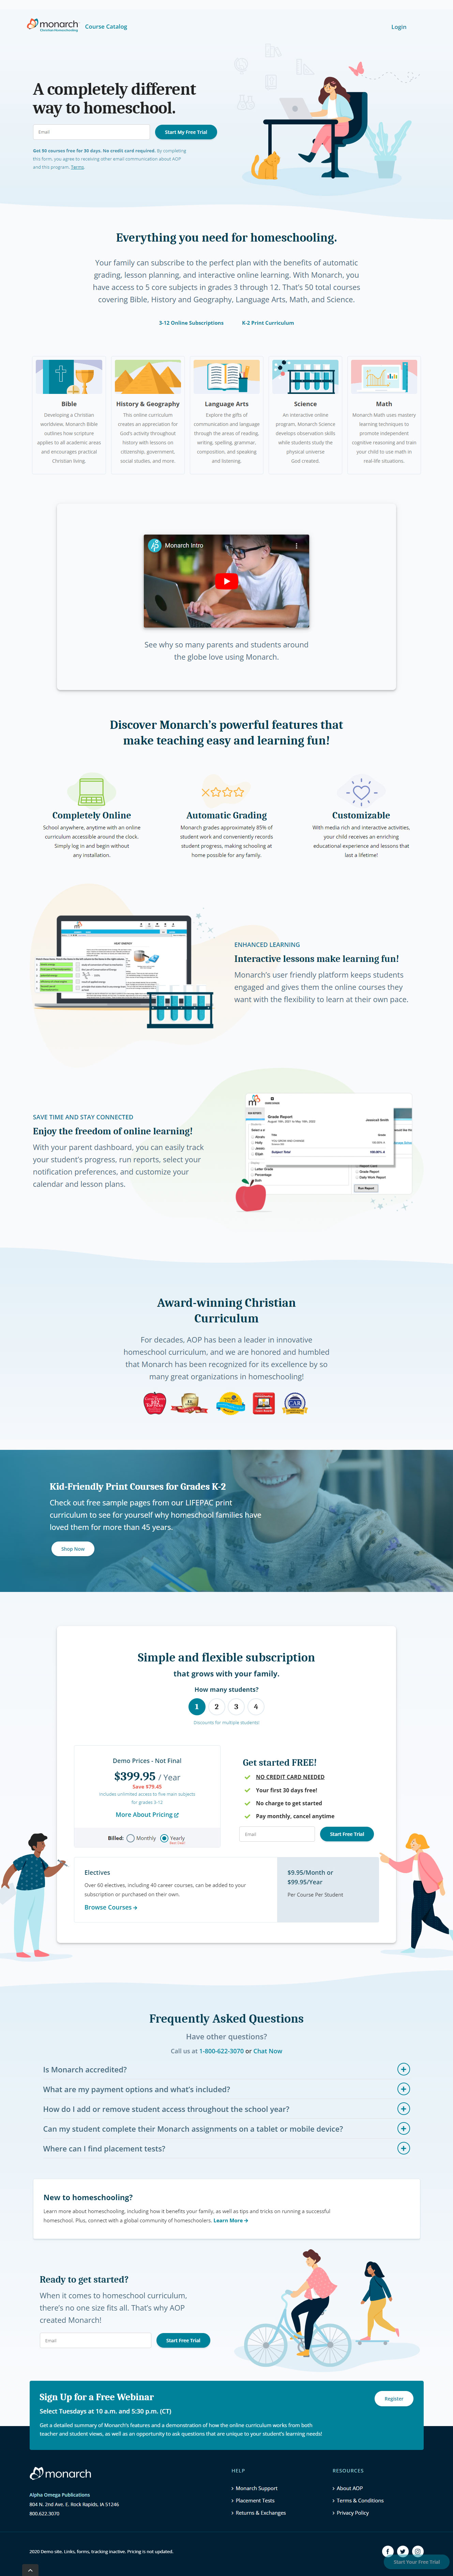 monarch
Christian Homeschooling
Course Catalog
Login
A completely different
way to homeschool.
Email
Start My Free Trial
Get 50 courses free for 30 days. No credit card required. By completing
this form, you agree to receiving other email communication about AOP
and this program. Terms.
Everything you need for homeschooling.
Your family can subscribe to the perfect plan with the benefits of automatic
grading, lesson planning, and interactive online learning. With Monarch, you
have access to 5 core subjects in grades 3 through 12. That's 50 total courses
covering Bible, History and Geography, Language Arts, Math, and Science.
3-12 Online Subscriptions
K-2 Print Curriculum
Bible
Developing a Christian
worldview, Monarch Bible
outlines how scripture
applies to all academic areas
and encourages practical
Christian living.
History & Geography
This online curriculum
creates an appreciation for
God's activity throughout
history with lessons on
citizenship, government,
social studies, and more.
Language Arts
Explore the gifts of
communication and language
through the areas of reading,
writing, spelling, grammar,
composition, and speaking
and listening.
Science
An interactive online
program, Monarch Science
develops observation skills
while students study the
physical universe
God created.
Math
Monarch Math uses mastery
learning techniques to
promote independent
cognitive reasoning and train
your child to use math in
real-life situations.
Monarch Intro
See why so many parents and students around
the globe love using Monarch.
Discover Monarch's powerful features that
make teaching easy and learning fun!
Completely Online
School anywhere, anytime with an online
curriculum accessible around the clock.
Simply log in and begin without
any installation.
Automatic Grading
Monarch grades approximately 85% of
student work and conveniently records
student progress, making schooling at
home possible for any family.
Customizable
With media rich and interactive activities,
your child receives an enriching
educational experience and lessons that
last a lifetime!
ENHANCED LEARNING
Interactive lessons make learning fun!
Monarch's user friendly platform keeps students
engaged and gives them the online courses they
want with the flexibility to learn at their own pace.
SAVE TIME AND STAY CONNECTED
Enjoy the freedom of online learning!
With your parent dashboard, you can easily track
your student's progress, run reports, select your
notification preferences, and customize your
calendar and lesson plans.
Grade Report
Jessica Smith
Title
Grade
Subject Total
Letter Grade
Percentage
Both
Report Card
Grade Report
Daily Work
Run Report
Award-winning Christian
Curriculum
For decades, AOP has been a leader in innovative
homeschool curriculum, and we are honored and humbled
that Monarch has been recognized for its excellence by so
many great organizations in homeschooling!
Kid-Friendly Print Courses for Grades K-2
Check out free sample pages from our LIFEPAC print
curriculum to see for yourself why homeschool families have
loved them for more than 45 years.
Shop Now
Simple and flexible subscription
that grows with your family.
How many students?
1 2 3 4
Discounts for multiple students!
Demo Prices - Not Final
$399.95 / Year
Save $79.45
Includes unlimited access to five main subjects
for grades 3-12
More About Pricing
Billed: Monthly Yearly
Best Deal!
Get started FREE!
NO CREDIT CARD NEEDED
Your first 30 days free!
No charge to get started
Pay monthly, cancel anytime
Email
Start Free Trial
Electives
Over 60 electives, including 40 career courses, can be added to your
subscription or purchased on their own.
Browse Courses
$9.95/Month or
$99.95/Year
Per Course Per Student
Frequently Asked Questions
Have other questions?
Call us at 1-800-622-3070 or Chat Now
Is Monarch accredited?
What are my payment options and what's included?
How do I add or remove student access throughout the school year?
Can my student complete their Monarch assignments on a tablet or mobile device?
Where can I find placement tests?
New to homeschooling?
Learn more about homeschooling, including how it benefits your family, as well as tips and tricks on running a successful
homeschool. Plus, connect with a global community of homeschoolers. Learn More
Ready to get started?
When it comes to homeschool curriculum,
there's no one size fits all. That's why AOP
created Monarch!
Email
Start Free Trial
Sign Up for a Free Webinar
Select Tuesdays at 10 a.m. and 5:30 p.m. (CT)
Get a detailed summary of Monarch's features and a demonstration of how the online curriculum works from both
teacher and student views, as well as an opportunity to ask questions that are unique to your student's learning needs!
Register
monarch
Alpha Omega Publications
804 N. 2nd Ave. E. Rock Rapids, IA 51246
800.622.3070
HELP
Monarch Support
Placement Tests
Returns & Exchanges
RESOURCES
About AOP
Terms & Conditions
Privacy Policy
2020 Demo site. Links, forms, tracking inactive. Pricing is not updated.
Start Your Free Trial